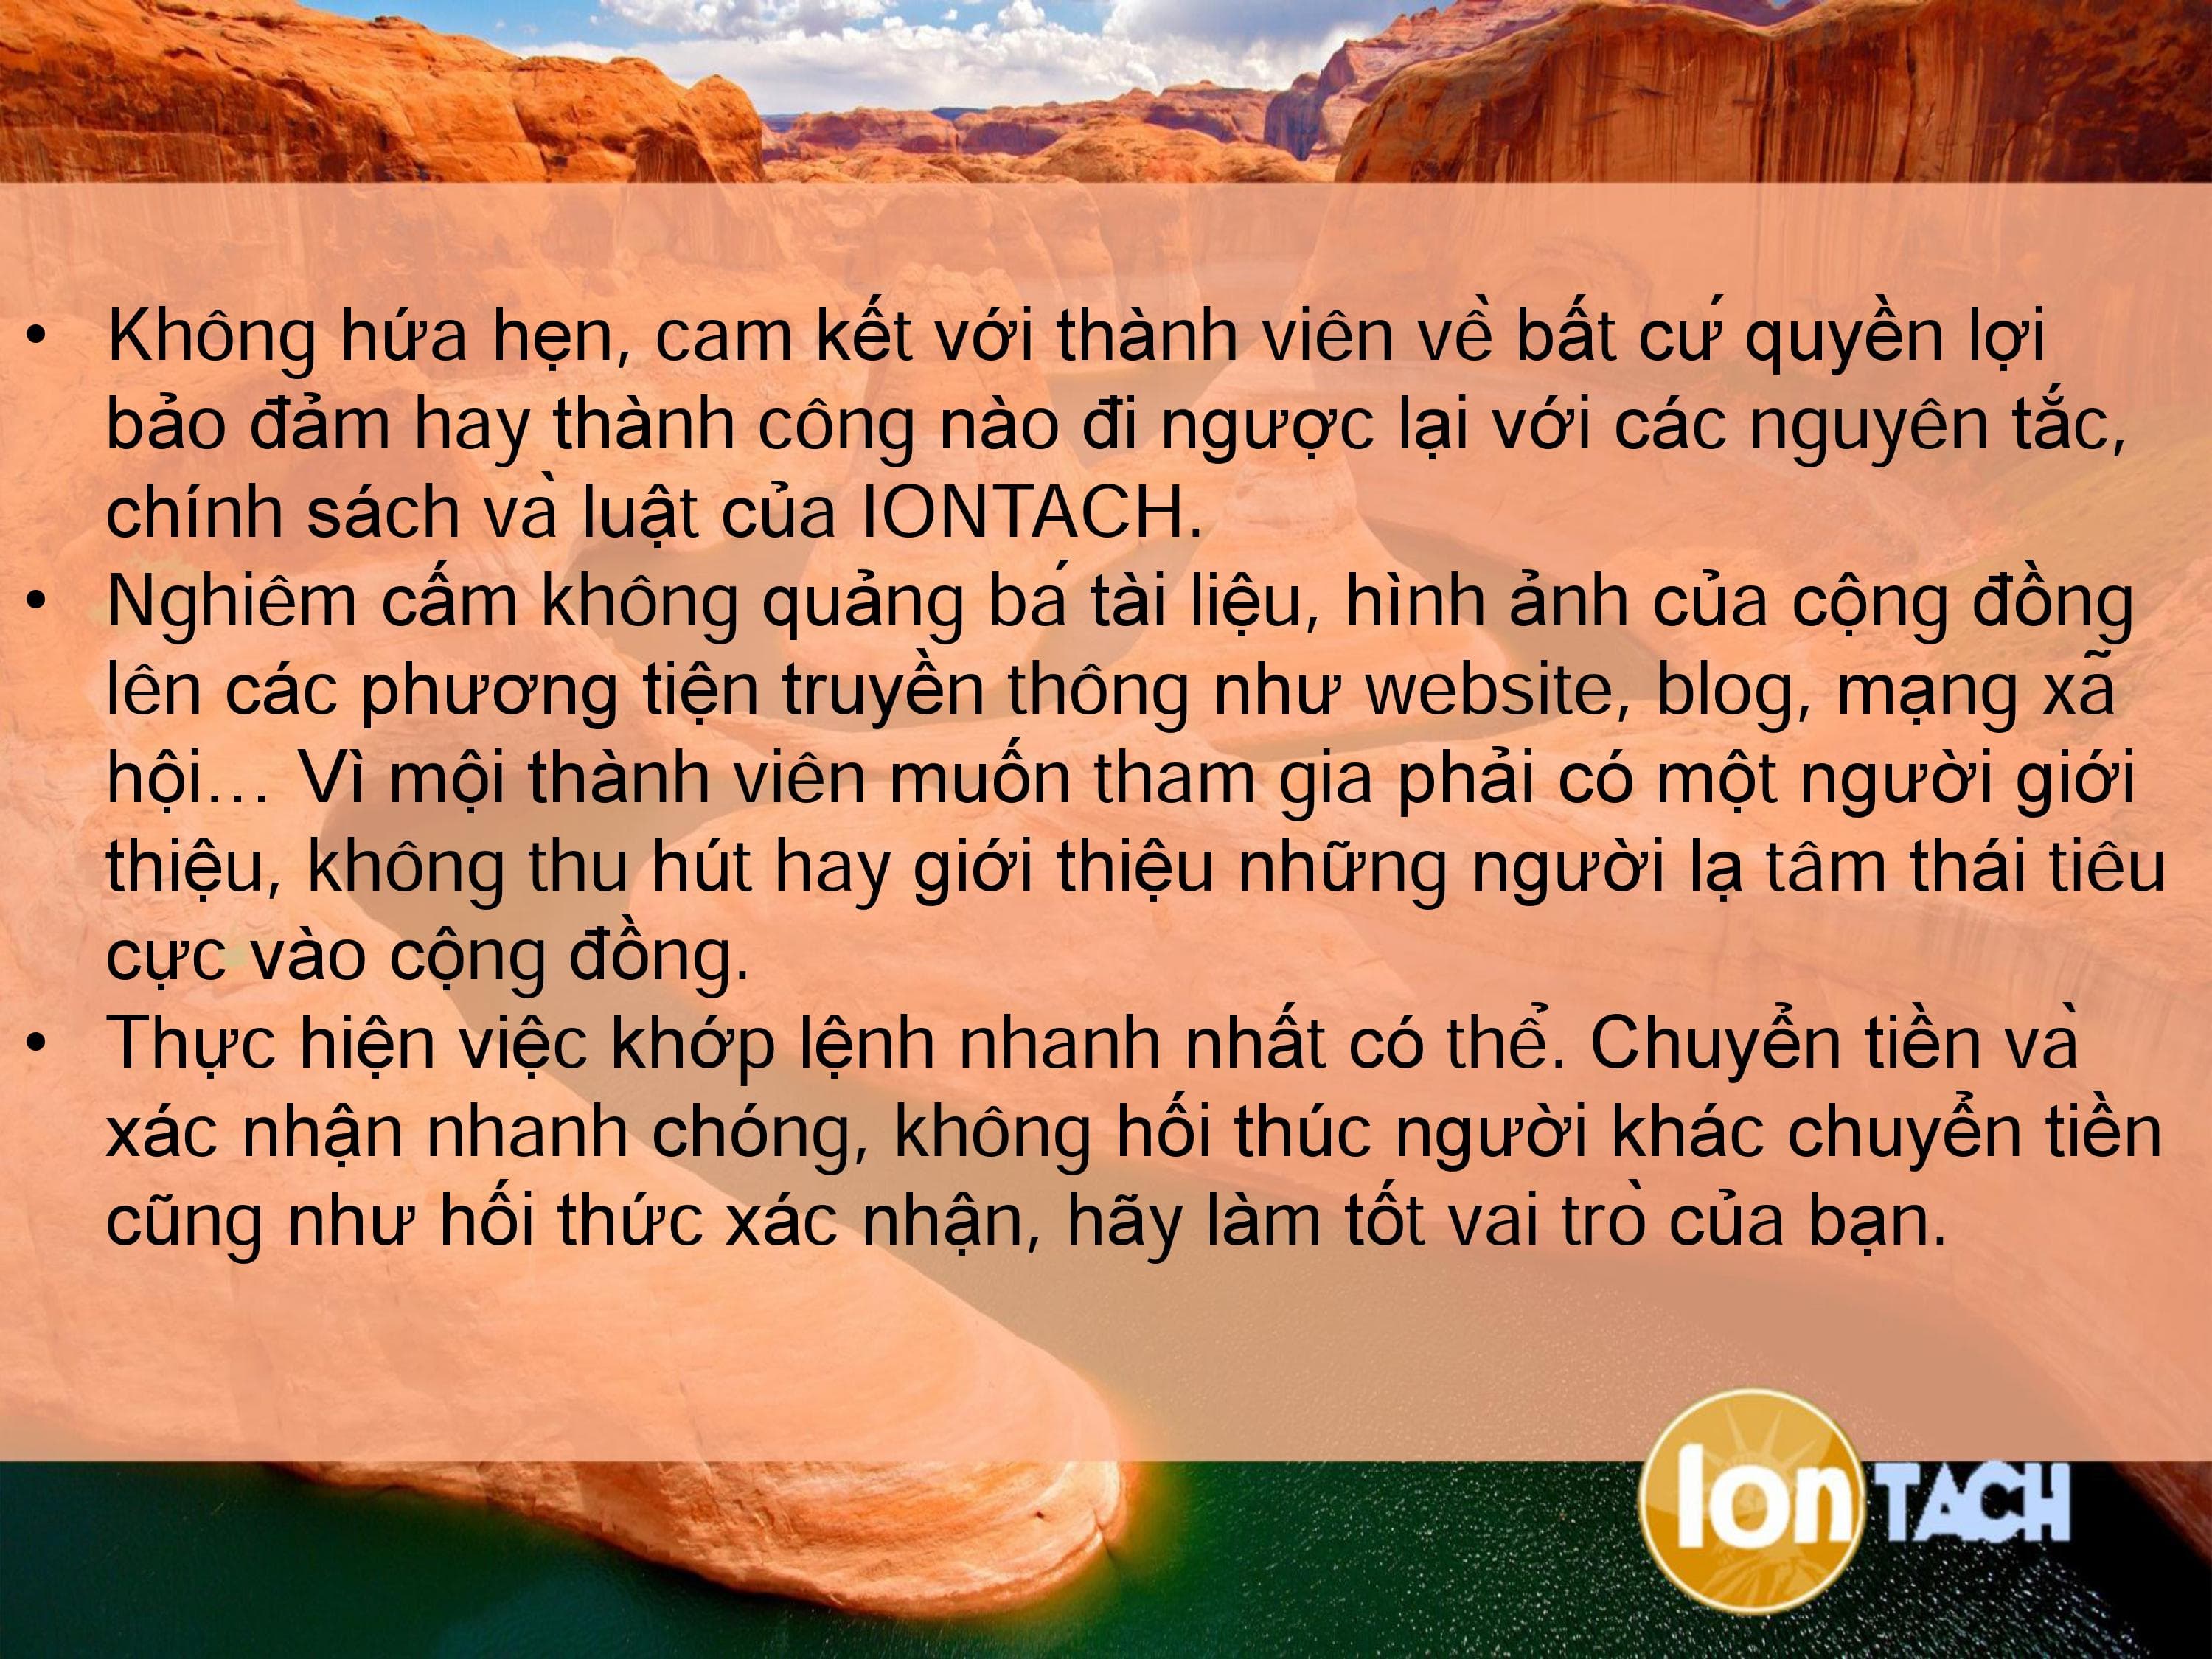 • Không hứa hẹn, cam kết với thành viên về bất cứ quyền lợi
bảo đảm hay thành công nào đi ngược lại với các nguyên tắc,
chính sách và luật của IONTACH.
• Nghiêm cấm không quảng bá tài liệu, hình ảnh của cộng đồng
lên các phương tiện truyền thông như website, blog, mạng xã
hội… Vì mội thành viên muốn tham gia phải có một người giới
thiệu, không thu hút hay giới thiệu những người lạ tâm thái tiêu
cực vào cộng đồng.
• Thực hiện việc khớp lệnh nhanh nhất có thể. Chuyển tiền và
xác nhận nhanh chóng, không hối thúc người khác chuyển tiền
cũng như hối thức xác nhận, hãy làm tốt vai trò của bạn.
Ion TACH